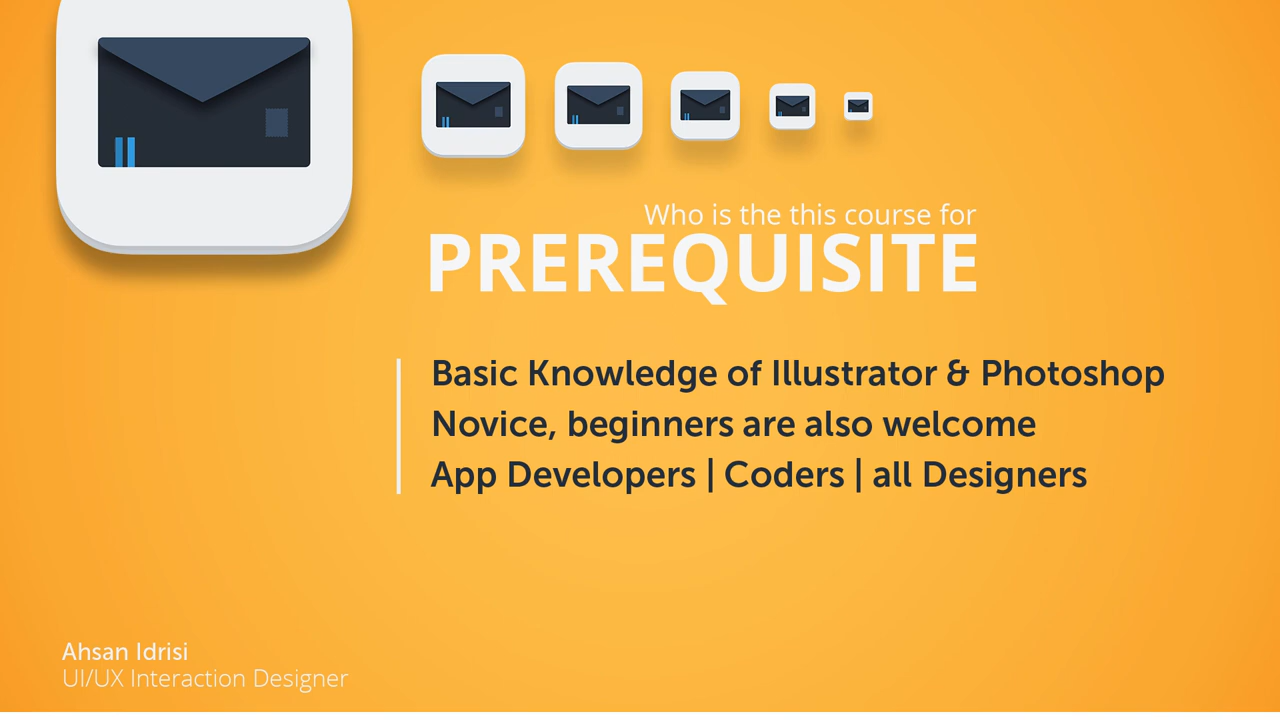 Who is the this course for
PREREQUISITE
Basic Knowledge of Illustrator & Photoshop
Novice, beginners are also welcome
App Developers | Coders | all Designers
Ahsan Idrisi
UI/UX Interaction Designer